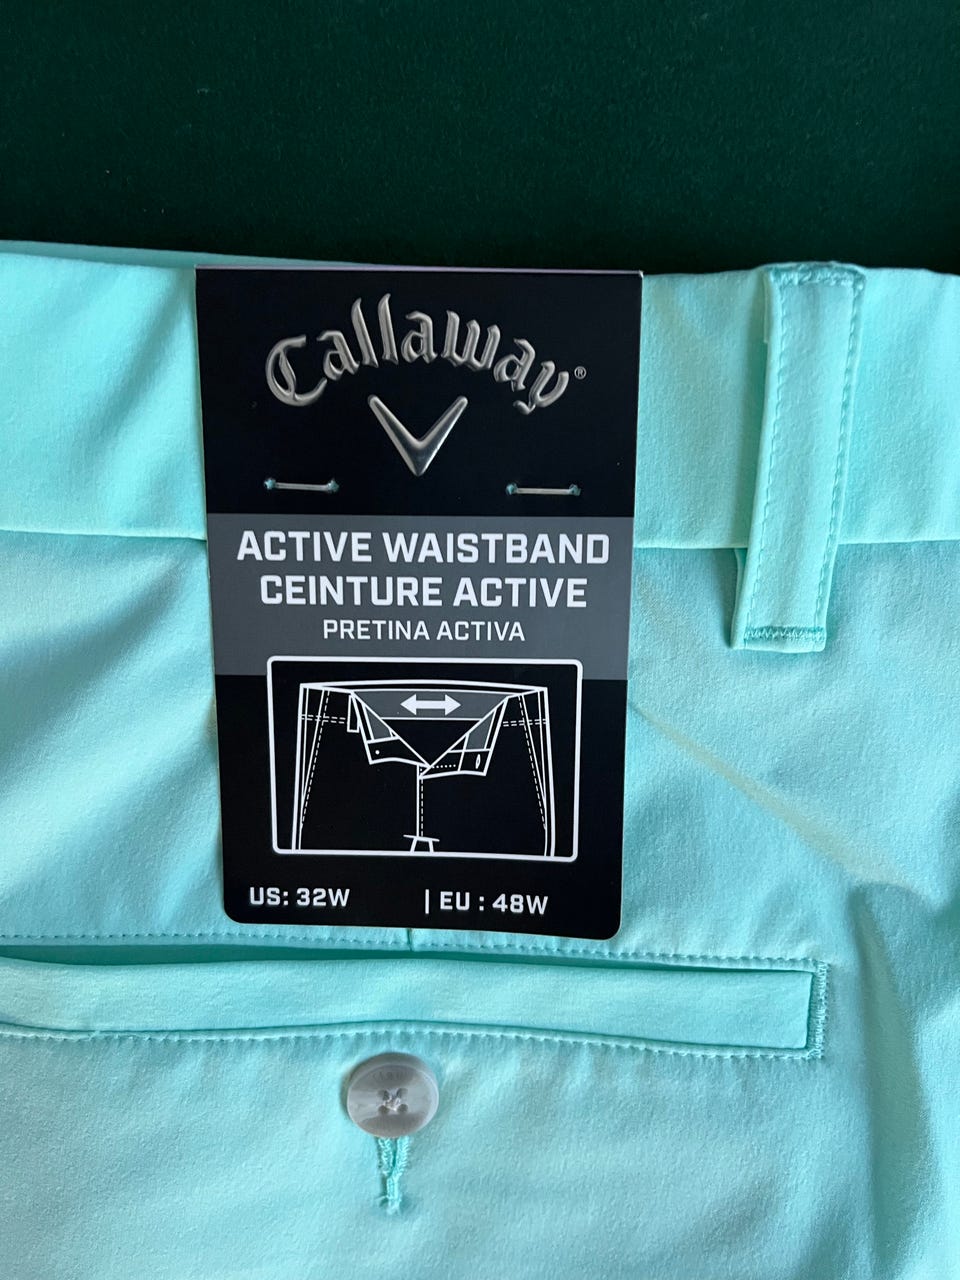 Callaway®
ACTIVE WAISTBAND
CEINTURE ACTIVE
PRETINA ACTIVA
US: 32W | EU : 48W